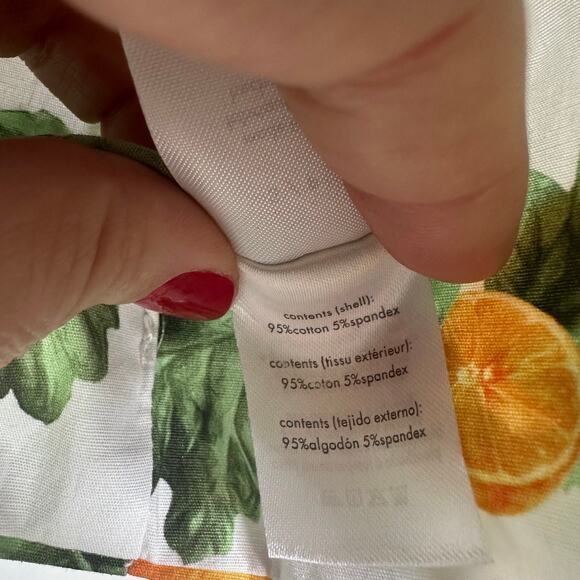 contents (shell):
95%cotton 5%spandex
contents (tissu extérieur):
95%coton 5%spandex
contents (tejido externo):
95%algodón 5%spandex